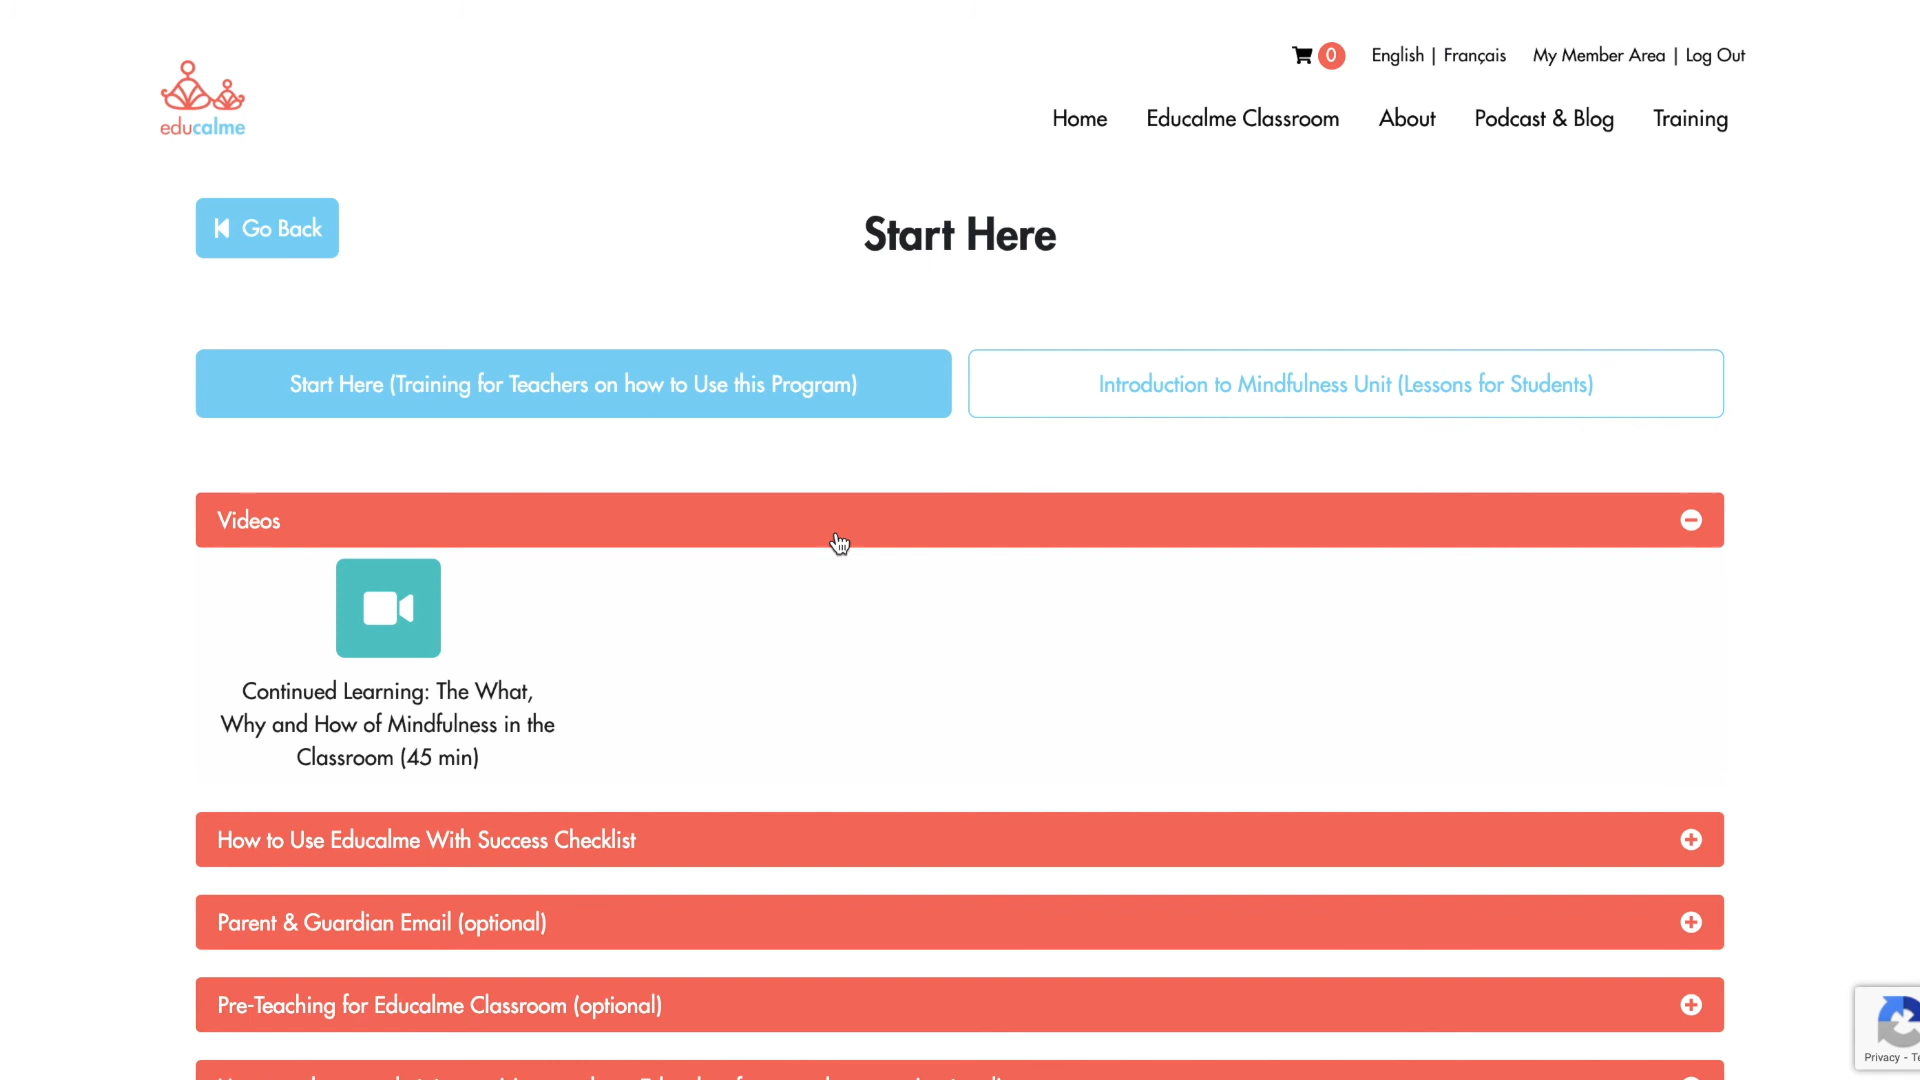 0
English | Français
My Member Area | Log Out
educalme
Home
Educalme Classroom
About
Podcast & Blog
Training
Go Back
Start Here
Start Here (Training for Teachers on how to Use this Program)
Introduction to Mindfulness Unit (Lessons for Students)
Videos
Continued Learning: The What,
Why and How of Mindfulness in the
Classroom (45 min)
How to Use Educalme With Success Checklist
Parent & Guardian Email (optional)
Pre-Teaching for Educalme Classroom (optional)
Privacy -